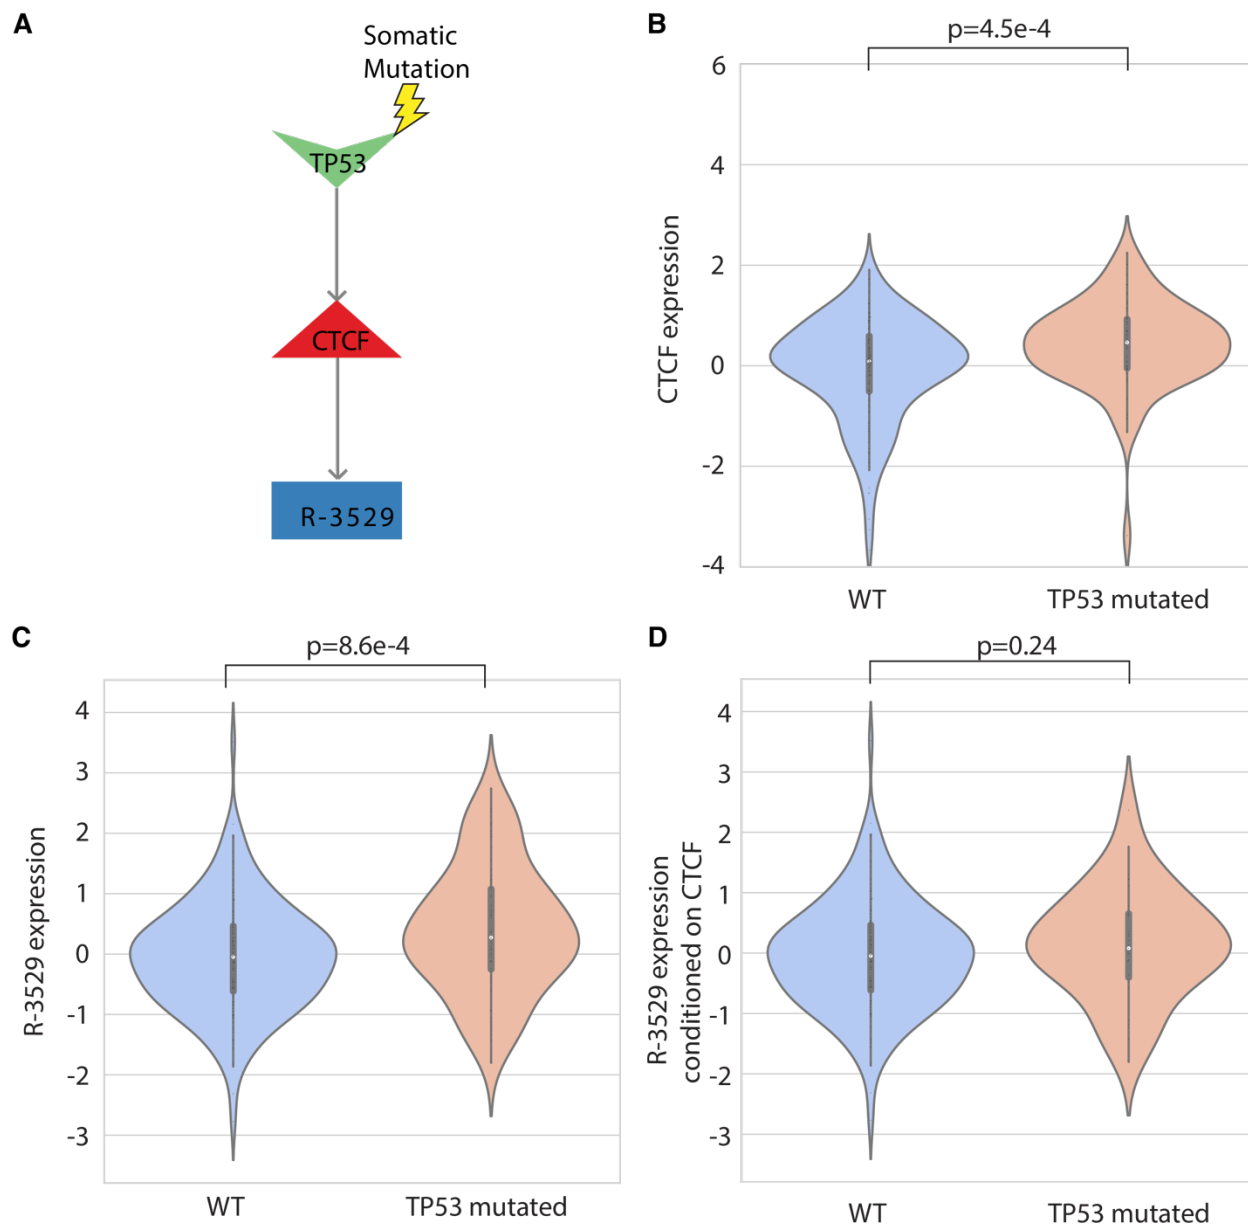 A
Somatic
Mutation
TP53
CTCF
R-3529
B
p=4.5e-4
6
4
2
0
-2
-4
CTCF expression
WT
TP53 mutated
C
p=8.6e-4
4
3
2
1
0
-1
-2
-3
R-3529 expression
WT
TP53 mutated
D
p=0.24
4
3
2
1
0
-1
-2
-3
R-3529 expression
conditioned on CTCF
WT
TP53 mutated